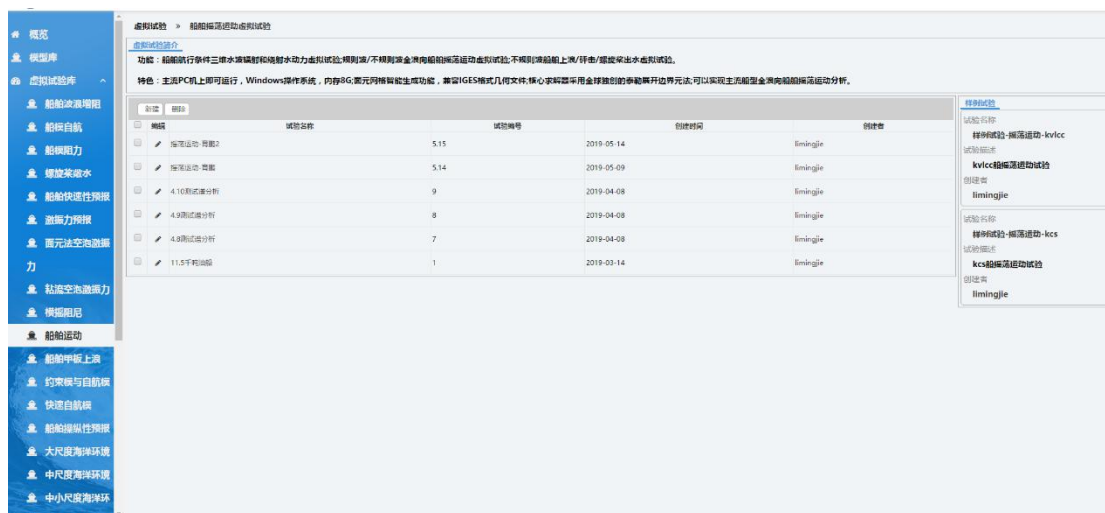 概览
模型库
虚拟试验库
船舶波浪增阻
船模自航
船模阻力
螺旋桨敞水
船舶快速性预报
激振力预报
面元法空泡激振
力
粘流空泡激振力
横摇阻尼
船舶运动
船舶甲板上浪
约束模与自航模
快速自航模
船舶操纵性预报
大尺度海洋环境
中尺度海洋环境
中小尺度海洋环
虚拟试验 » 船舶摇荡运动虚拟试验
虚拟试验简介
功能：船舶航行条件三维水波辐射和绕射水动力虚拟试验;规则波/不规则波全浪向船舶摇荡运动虚拟试验;不规则波船舶上浪/砰击/螺旋桨出水虚拟试验。
特色：主流PC机上即可运行，Windows操作系统，内存8G;面元网格智能生成功能，兼容IGES格式几何文件;核心求解器采用全球独创的泰勒展开边界元法;可以实现主流船型全浪向船舶摇荡运动分析。
新建 删除
编辑 试验名称 试验编号 创建时间 创建者
摇荡运动-育鹏2 5.15 2019-05-14 limingjie
摇荡运动-育鹏 5.14 2019-05-09 limingjie
4.10测试谱分析 9 2019-04-08 limingjie
4.9测试谱分析 8 2019-04-08 limingjie
4.8测试谱分析 7 2019-04-08 limingjie
11.5千吨油船 1 2019-03-14 limingjie
样例试验
试验名称
样例试验-摇荡运动-kvlcc
试验描述
kvlcc船摇荡运动试验
创建者
limingjie
试验名称
样例试验-摇荡运动-kcs
试验描述
kcs船摇荡运动试验
创建者
limingjie